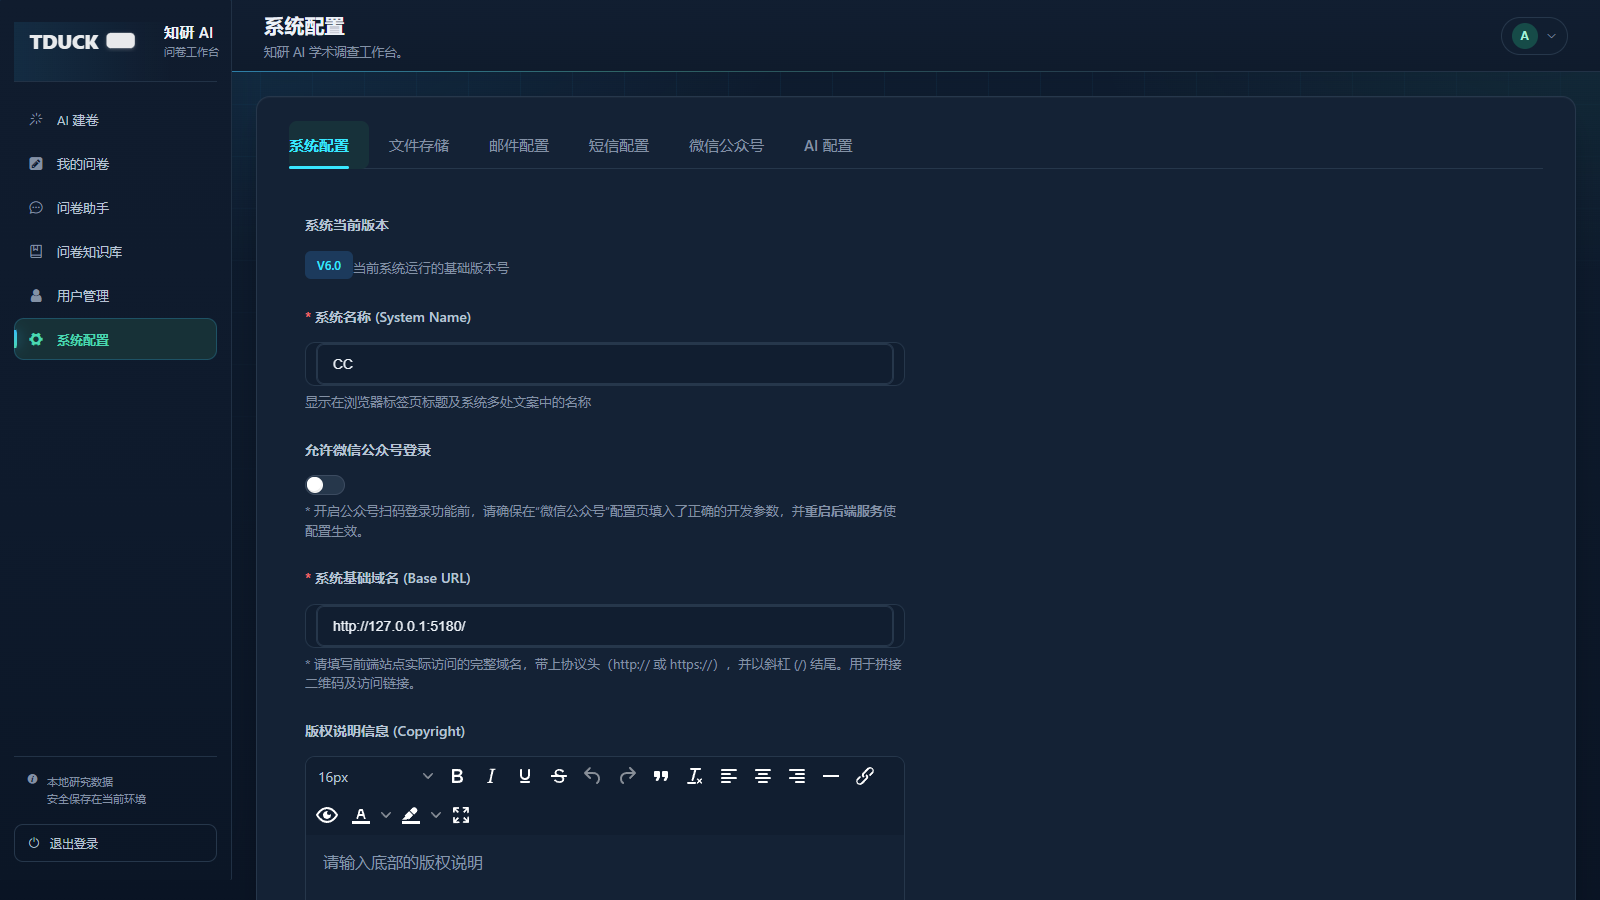 TDUCK
知研 AI
问卷工作台
AI 建卷
我的问卷
问卷助手
问卷知识库
用户管理
系统配置
本地研究数据
安全保存在当前环境
退出登录
系统配置
知研 AI 学术调查工作台。
A
系统配置
文件存储
邮件配置
短信配置
微信公众号
AI 配置
系统当前版本
V6.0 当前系统运行的基础版本号
* 系统名称 (System Name)
CC
显示在浏览器标签页标题及系统多处文案中的名称
允许微信公众号登录
* 开启公众号扫码登录功能前，请确保在“微信公众号”配置页填入了正确的开发参数，并重启后端服务使
配置生效。
* 系统基础域名 (Base URL)
http://127.0.0.1:5180/
* 请填写前端站点实际访问的完整域名，带上协议头（http:// 或 https://），并以斜杠 (/) 结尾。用于拼接
二维码及访问链接。
版权说明信息 (Copyright)
16px
请输入底部的版权说明